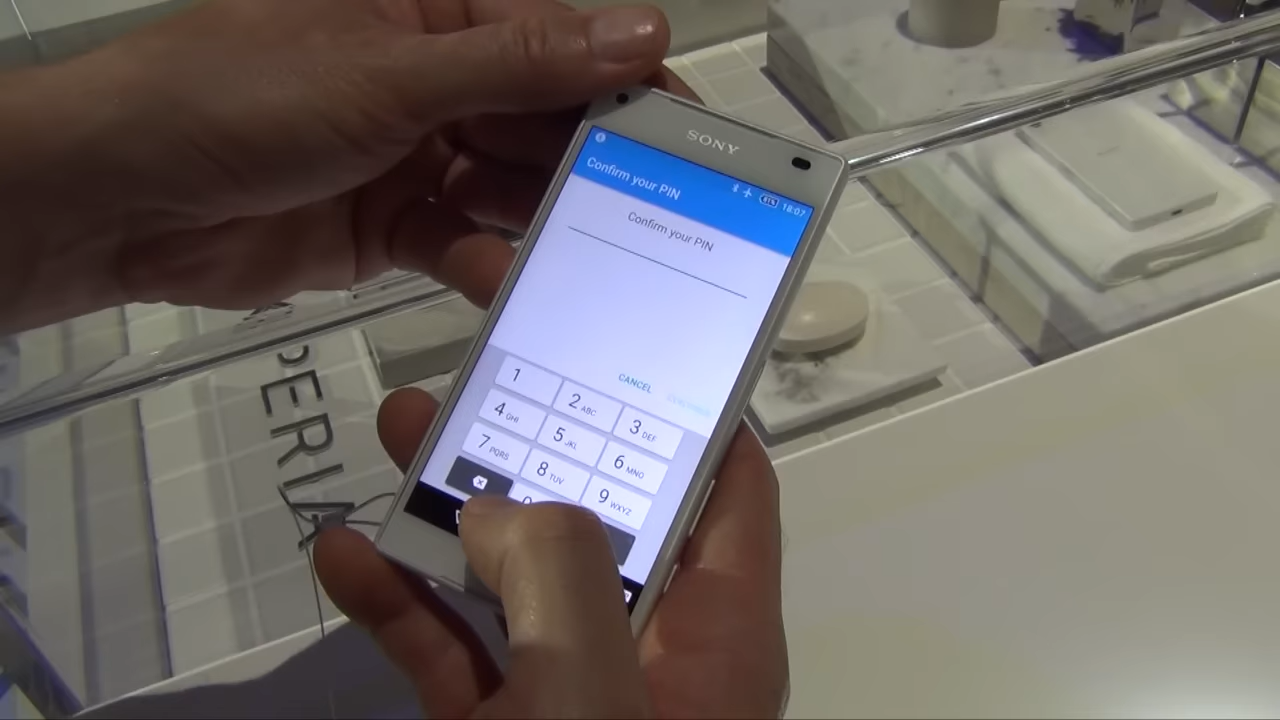 SONY
18:07
Confirm your PIN
Confirm your PIN
CANCEL
1
2 ABC
3 DEF
4 GHI
5 JKL
6 MNO
7 PQRS
8 TUV
9 WXYZ
XPERIA